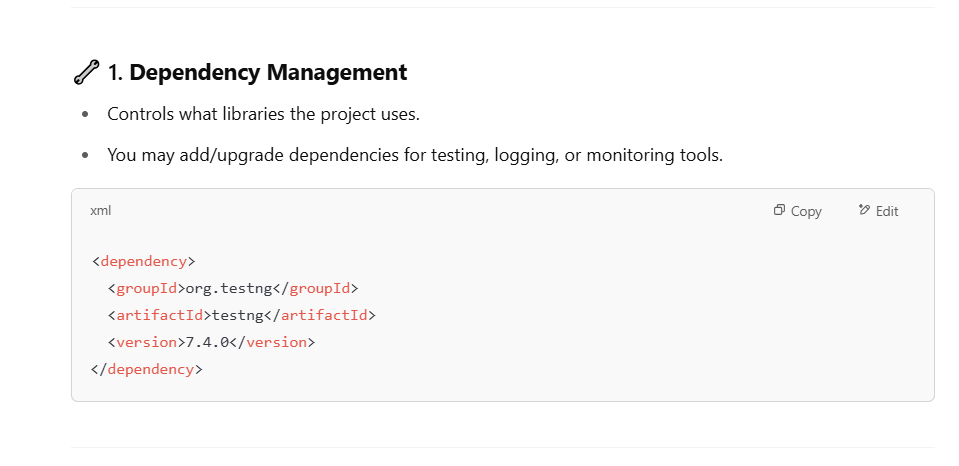 🔧 1. Dependency Management
• Controls what libraries the project uses.
• You may add/upgrade dependencies for testing, logging, or monitoring tools.
xml Copy Edit
<dependency>
  <groupId>org.testng</groupId>
  <artifactId>testng</artifactId>
  <version>7.4.0</version>
</dependency>